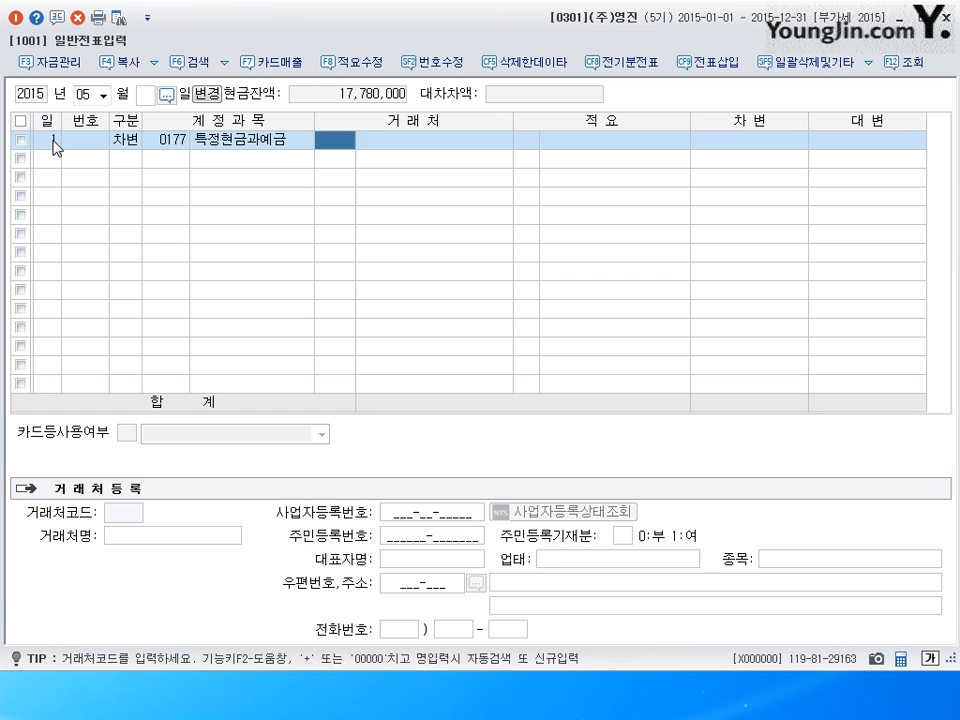 [0301](주)영진 (5기) 2015-01-01 ~ 2015-12-31 [부가세 2015]
Younglin.com Y.
[1001] 일반전표입력
F3 자금관리 F4 복사 F6 검색 F7 카드매출 F8 적요수정 SF2 번호수정 CF5 삭제한데이타 CF8 전기분전표 CF9 전표삽입 SF5 일괄삭제및기타 F12 조회
2015 년 05 월 일 변경 현금잔액: 17,780,000 대차차액:
일 번호 구분 계 정 과 목 거 래 처 적 요 차 변 대 변
1 차변 0177 특정현금과예금
합 계
카드등사용여부
거 래 처 등 록
거래처코드: 사업자등록번호: ___-__-_____ NTS 사업자등록상태조회
거래처명: 주민등록번호: ______-_______ 주민등록기재분: 0:부 1:여
대표자명: 업태: 종목:
우편번호,주소: ___-___
전화번호: ) -
TIP : 거래처코드를 입력하세요. 기능키F2-도움창, '+' 또는 '00000'치고 명입력시 자동검색 또 신규입력 [X000000] 119-81-29163 가